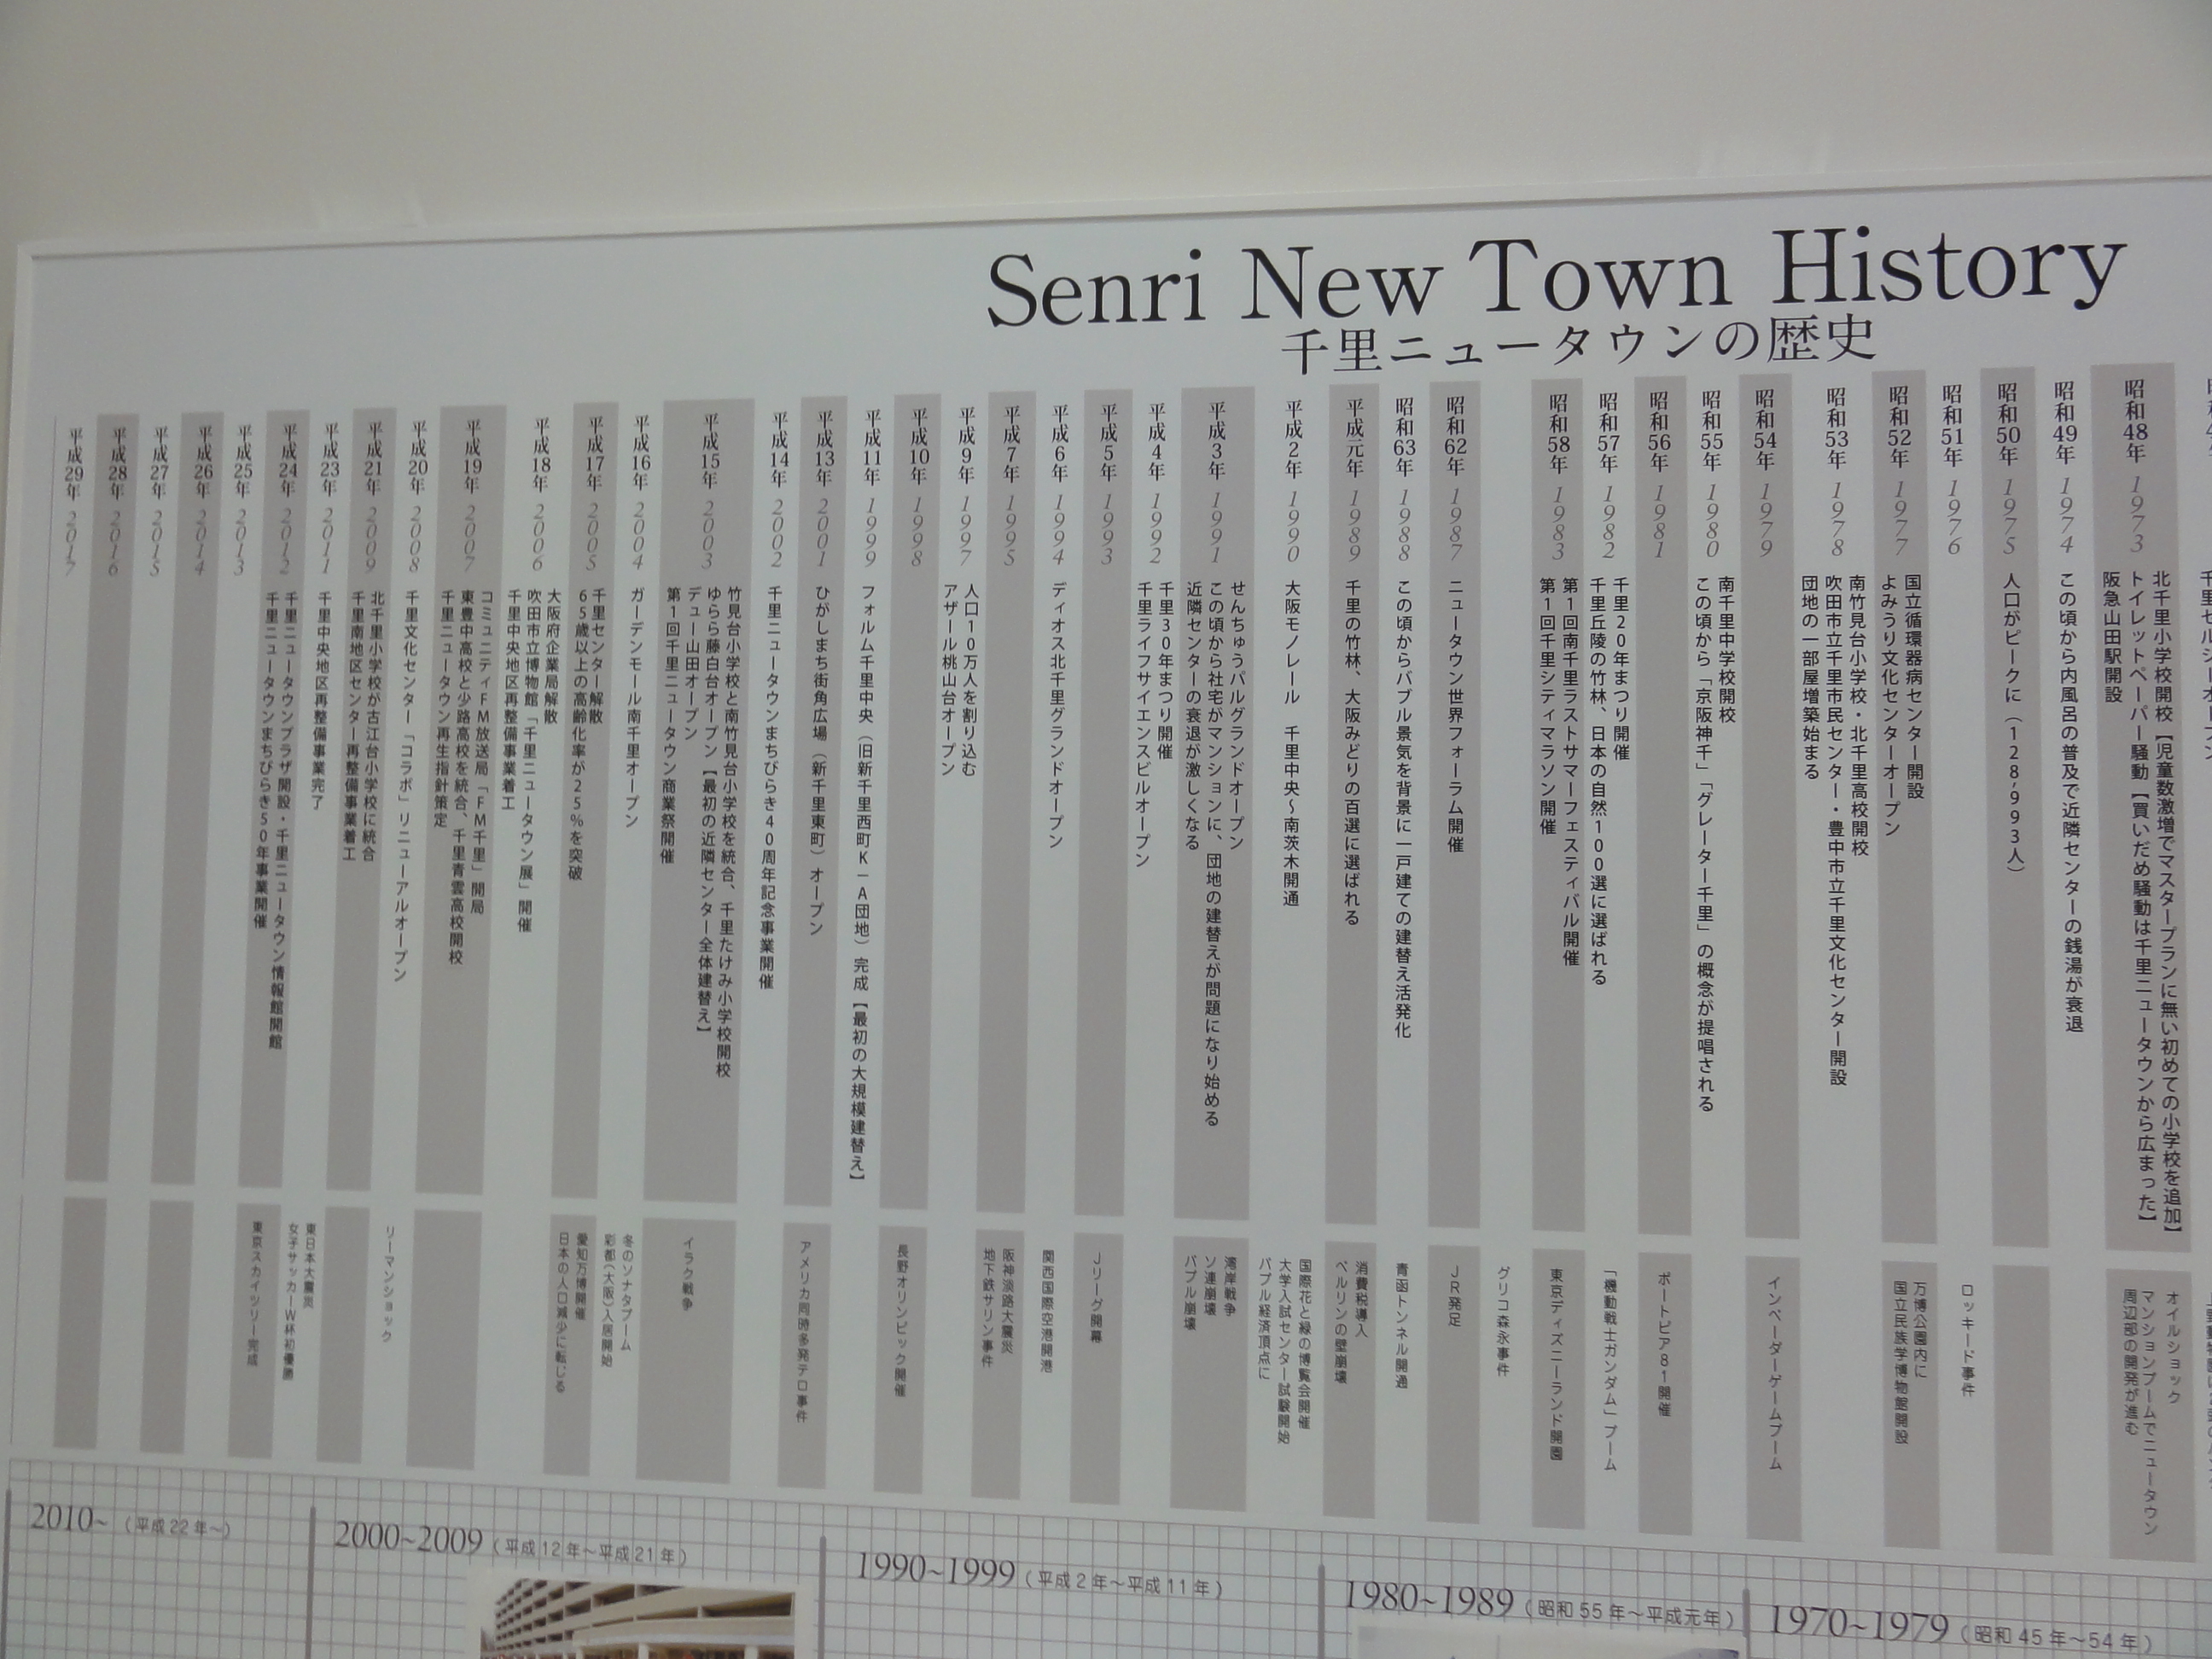 Senri New Town History
千里ニュータウンの歴史
昭和48年 1973
北千里小学校開校【児童数激増でマスタープランに無い初めての小学校を追加】
トイレットペーパー騒動【買いだめ騒動は千里ニュータウンから広まった】
阪急山田駅開設
昭和49年 1974
この頃から内風呂の普及で近隣センターの銭湯が衰退
昭和50年 1975
人口がピークに（128,993人）
昭和51年 1976
昭和52年 1977
国立循環器病センター開設
よみうり文化センターオープン
昭和53年 1978
南竹見台小学校・北千里高校開校
吹田市立千里市民センター・豊中市立千里文化センター開設
団地の一部屋増築始まる
昭和54年 1979
昭和55年 1980
南千里中学校開校
この頃から「京阪神千」「グレーター千里」の概念が提唱される
昭和56年 1981
昭和57年 1982
千里20年まつり開催
千里丘陵の竹林、日本の自然100選に選ばれる
昭和58年 1983
第1回南千里ラストサマーフェスティバル開催
第1回千里シティマラソン開催
昭和62年 1987
ニュータウン世界フォーラム開催
昭和63年 1988
この頃からバブル景気を背景に一戸建ての建替え活発化
平成元年 1989
千里の竹林、大阪みどりの百選に選ばれる
平成2年 1990
大阪モノレール 千里中央～南茨木開通
平成3年 1991
せんちゅうパルグランドオープン
この頃から社宅がマンションに、団地の建替えが問題になり始める
近隣センターの衰退が激しくなる
平成4年 1992
千里30年まつり開催
千里ライフサイエンスビルオープン
平成5年 1993
平成6年 1994
ディオス北千里グランドオープン
平成7年 1995
平成9年 1997
人口10万人を割り込む
アザール桃山台オープン
平成10年 1998
平成11年 1999
フォルム千里中央（旧新千里西町K－A団地）完成【最初の大規模建替え】
平成13年 2001
ひがしまち街角広場（新千里東町）オープン
平成14年 2002
千里ニュータウンまちびらき40周年記念事業開催
平成15年 2003
竹見台小学校と南竹見台小学校を統合、千里たけみ小学校開校
ゆらら藤白台オープン【最初の近隣センター全体建替え】
デュー山田オープン
第1回千里ニュータウン商業祭開催
平成16年 2004
ガーデンモール南千里オープン
平成17年 2005
千里センター解散
65歳以上の高齢化率が25%を突破
平成18年 2006
大阪府企業局解散
吹田市立博物館「千里ニュータウン展」開催
千里中央地区再整備事業着工
平成19年 2007
コミュニティFM放送局「FM千里」開局
東豊中高校と少路高校を統合、千里青雲高校開校
千里ニュータウン再生指針策定
平成20年 2008
千里文化センター「コラボ」リニューアルオープン
平成21年 2009
北千里小学校が古江台小学校に統合
千里南地区センター再整備事業着工
平成23年 2011
千里中央地区再整備事業完了
平成24年 2012
千里ニュータウンプラザ開設・千里ニュータウン情報館開館
千里ニュータウンまちびらき50年事業開催
平成25年 2013
平成26年 2014
平成27年 2015
平成28年 2016
平成29年 2017
オイルショック
マンションブームでニュータウン
周辺部の開発が進む
ロッキード事件
万博公園内に
国立民族学博物館開設
インベーダーゲームブーム
ポートピア81開催
「機動戦士ガンダム」ブーム
東京ディズニーランド開園
グリコ森永事件
JR発足
青函トンネル開通
消費税導入
ベルリンの壁崩壊
国際花と緑の博覧会開催
大学入試センター試験開始
バブル経済頂点に
湾岸戦争
ソ連崩壊
バブル崩壊
Jリーグ開幕
関西国際空港開港
阪神淡路大震災
地下鉄サリン事件
長野オリンピック開催
アメリカ同時多発テロ事件
イラク戦争
冬のソナタブーム
彩都（大阪）入居開始
愛知万博開催
日本の人口減少に転じる
リーマンショック
東日本大震災
女子サッカーW杯初優勝
東京スカイツリー完成
2010~（平成22年～）
2000~2009（平成12年～平成21年）
1990~1999（平成2年～平成11年）
1980~1989（昭和55年～平成元年）
1970~1979（昭和45年～54年）